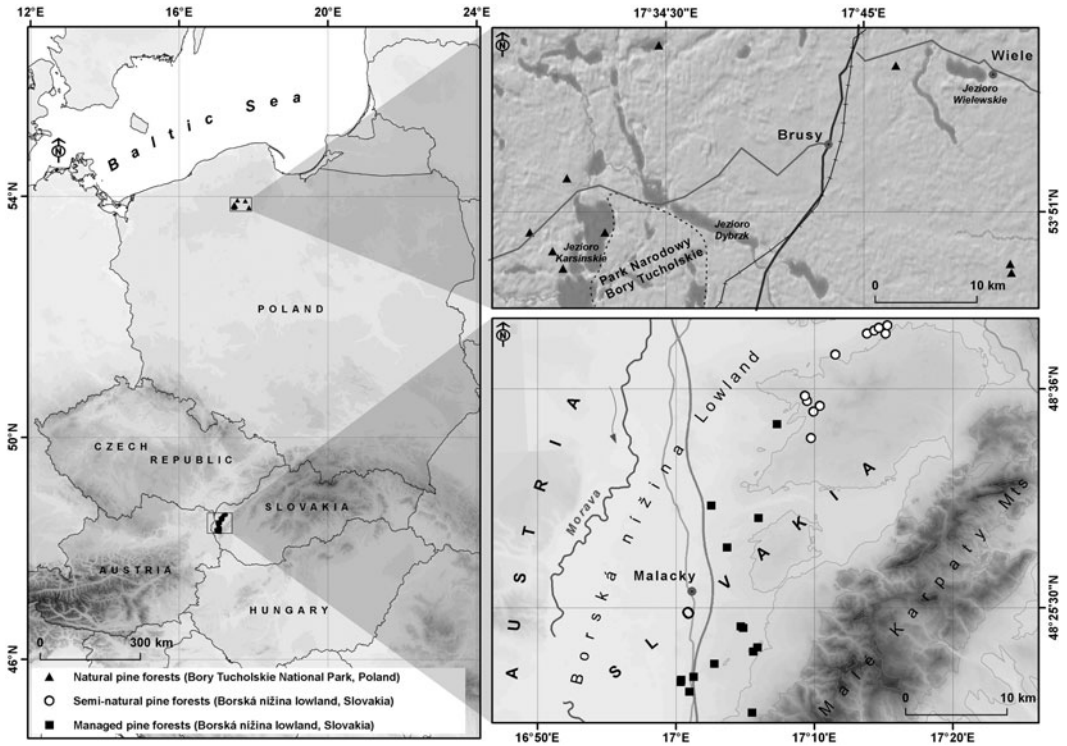 12°E
16°E
20°E
24°E
Baltic Sea
54°N
POLAND
50°N
CZECH
REPUBLIC
SLOVAKIA
AUSTRIA
HUNGARY
0 300 km
46°N
Natural pine forests (Bory Tucholskie National Park, Poland)
Semi-natural pine forests (Borská nížina lowland, Slovakia)
Managed pine forests (Borská nížina lowland, Slovakia)
17°34'30"E
17°45'E
Wiele
Jezioro
Wielewskie
Brusy
53°51'N
Jezioro
Dybrzk
Jezioro
Karsińskie
Park Narodowy
Bory Tucholskie
0 10 km
48°36'N
AUSTRIA
Morava
Borská nížina Lowland
SLOVAKIA
Malacky
48°25'30"N
Mare Karpaty Mts
0 10 km
16°50'E
17°E
17°10'E
17°20'E